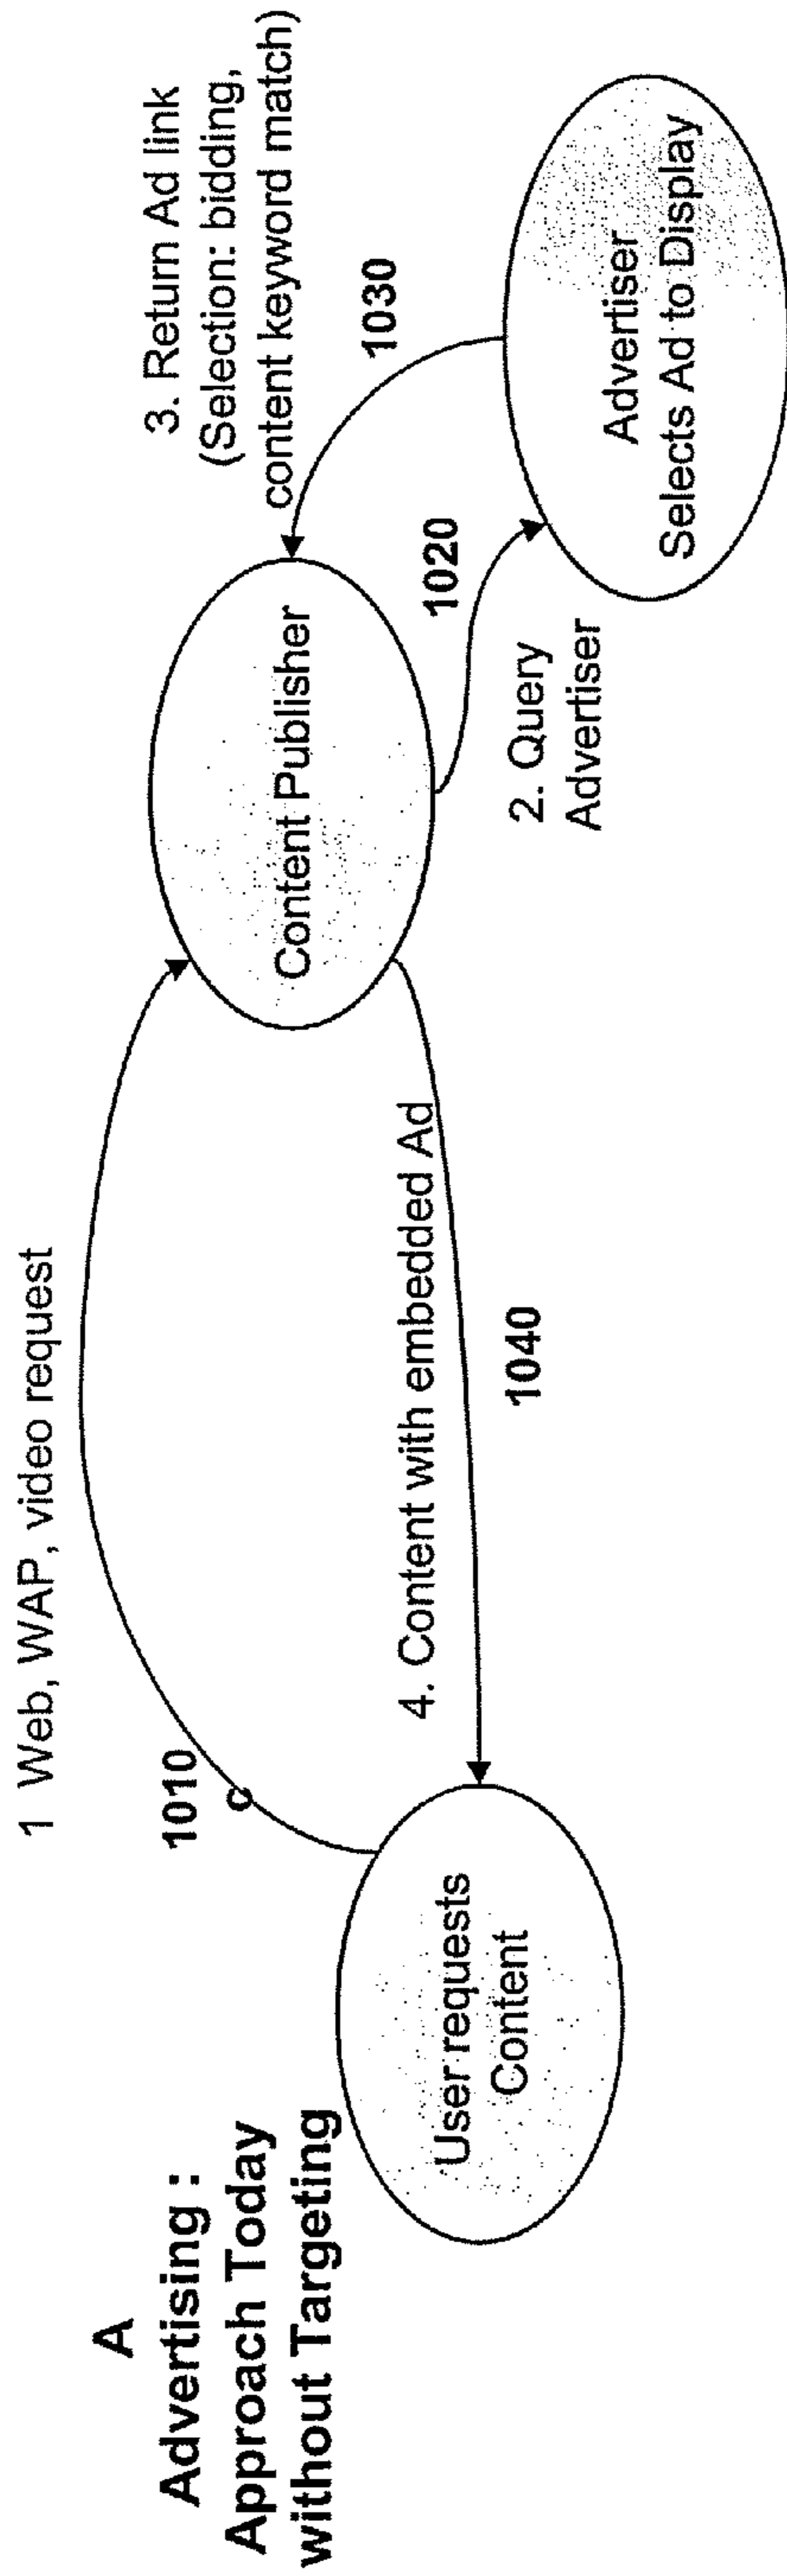 A
Advertising :
Approach Today
without Targeting
1 Web, WAP, video request
1010
User requests
Content
4. Content with embedded Ad
1040
Content Publisher
2. Query
Advertiser
1020
3. Return Ad link
(Selection: bidding,
content keyword match)
1030
Advertiser
Selects Ad to Display